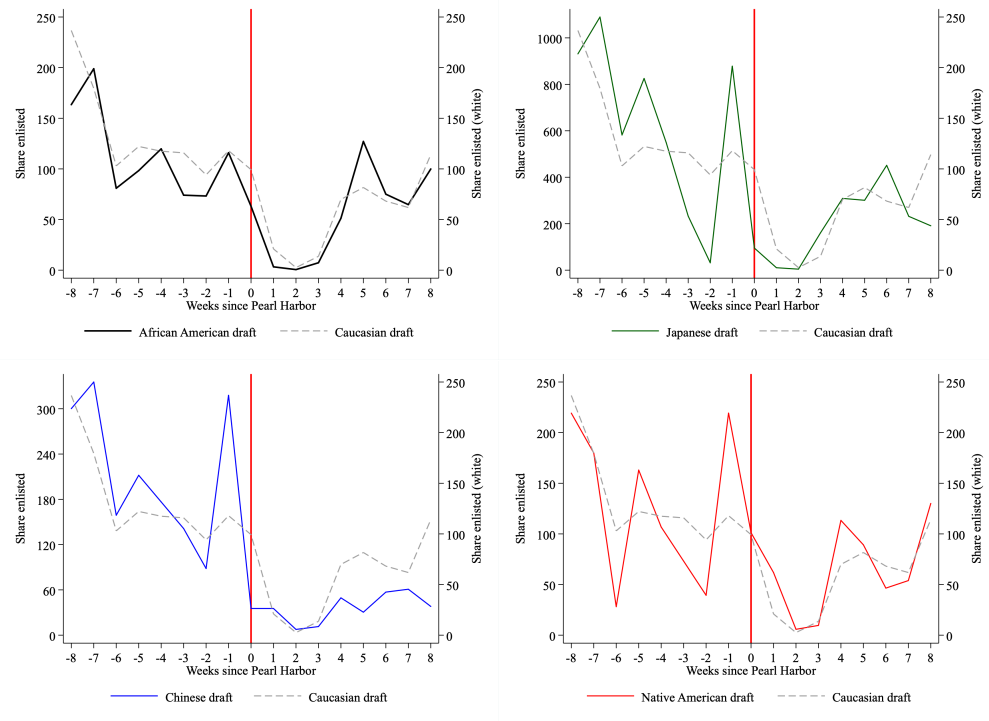 250
200
150
100
50
0
Share enlisted
250
200
150
100
50
0
Share enlisted (white)
-8 -7 -6 -5 -4 -3 -2 -1 0 1 2 3 4 5 6 7 8
Weeks since Pearl Harbor
African American draft Caucasian draft
1000
800
600
400
200
0
Share enlisted
250
200
150
100
50
0
Share enlisted (white)
-8 -7 -6 -5 -4 -3 -2 -1 0 1 2 3 4 5 6 7 8
Weeks since Pearl Harbor
Japanese draft Caucasian draft
300
240
180
120
60
0
Share enlisted
250
200
150
100
50
0
Share enlisted (white)
-8 -7 -6 -5 -4 -3 -2 -1 0 1 2 3 4 5 6 7 8
Weeks since Pearl Harbor
Chinese draft Caucasian draft
250
200
150
100
50
0
Share enlisted
250
200
150
100
50
0
Share enlisted (white)
-8 -7 -6 -5 -4 -3 -2 -1 0 1 2 3 4 5 6 7 8
Weeks since Pearl Harbor
Native American draft Caucasian draft